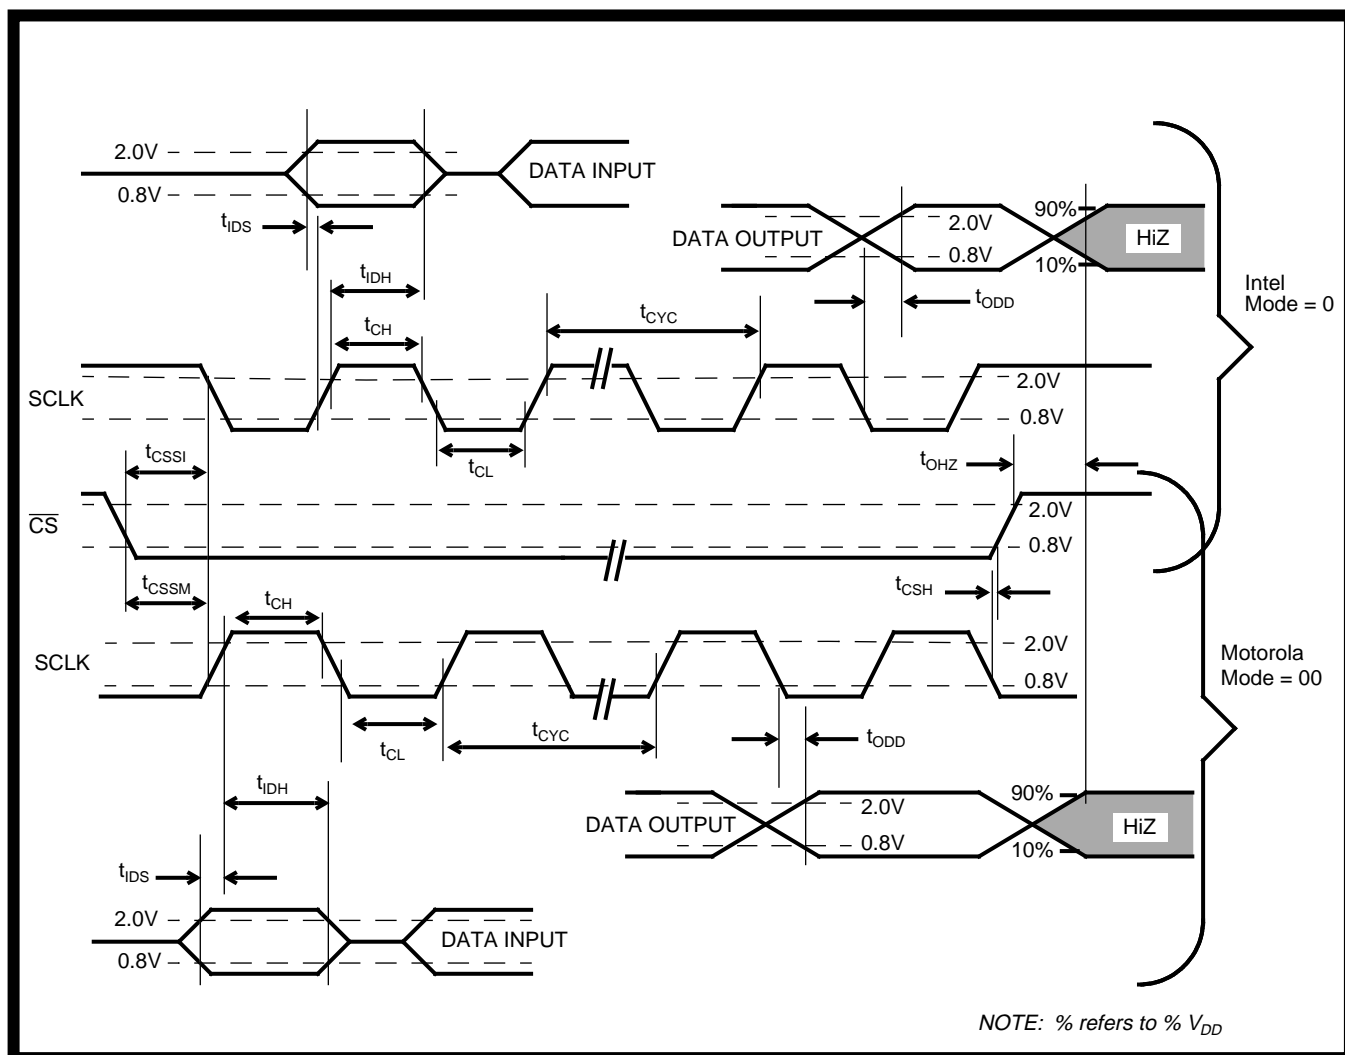 2.0V
DATA INPUT
0.8V
tIDS
90%
2.0V
DATA OUTPUT
HiZ
0.8V
10%
tIDH
Intel
Mode = 0
tODD
tCYC
tCH
2.0V
SCLK
0.8V
tCSSI
tCL
tOHZ
2.0V
CS
0.8V
tCSSM
tCH
tCSH
2.0V
SCLK
0.8V
Motorola
Mode = 00
tCL
tCYC
tODD
tIDH
90%
2.0V
DATA OUTPUT
HiZ
0.8V
10%
tIDS
2.0V
DATA INPUT
0.8V
NOTE: % refers to % VDD